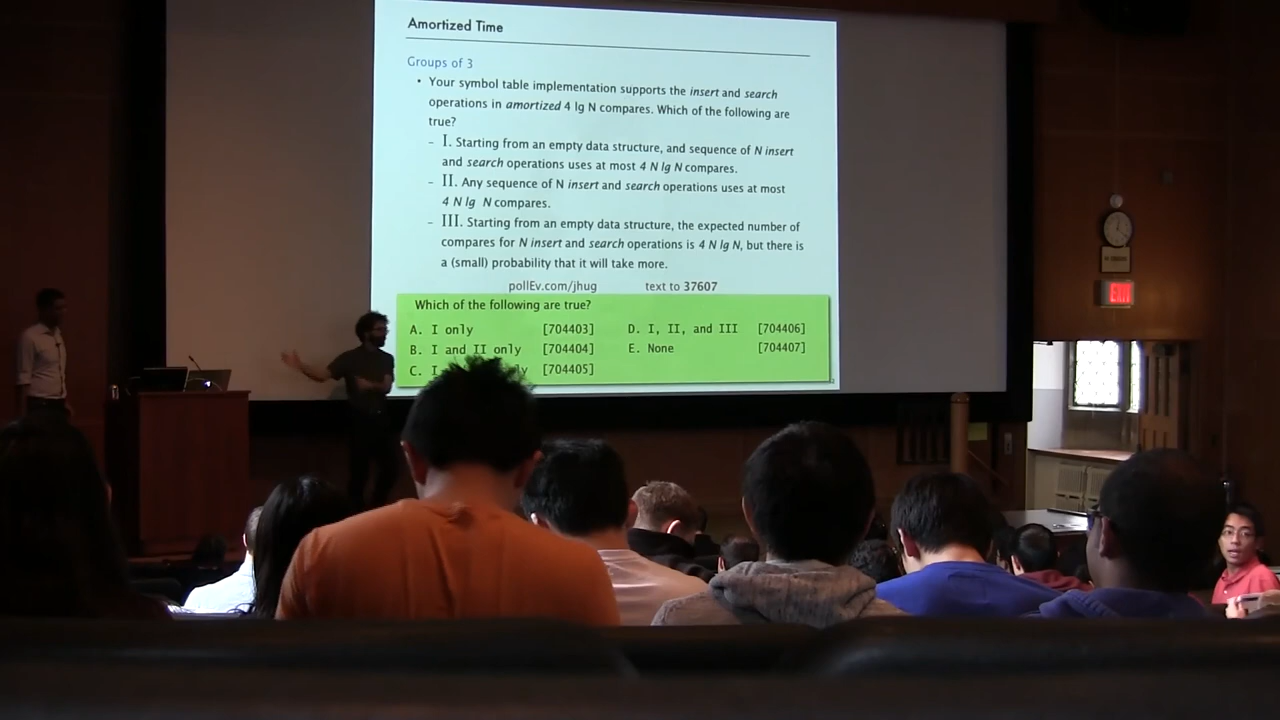 Amortized Time
Groups of 3
• Your symbol table implementation supports the insert and search
operations in amortized 4 lg N compares. Which of the following are
true?
– I. Starting from an empty data structure, and sequence of N insert
and search operations uses at most 4 N lg N compares.
– II. Any sequence of N insert and search operations uses at most
4 N lg N compares.
– III. Starting from an empty data structure, the expected number of
compares for N insert and search operations is 4 N lg N, but there is
a (small) probability that it will take more.
pollEv.com/jhug text to 37607
Which of the following are true?
A. I only [704403] D. I, II, and III [704406]
B. I and II only [704404] E. None [704407]
C. I [704405]
EXIT